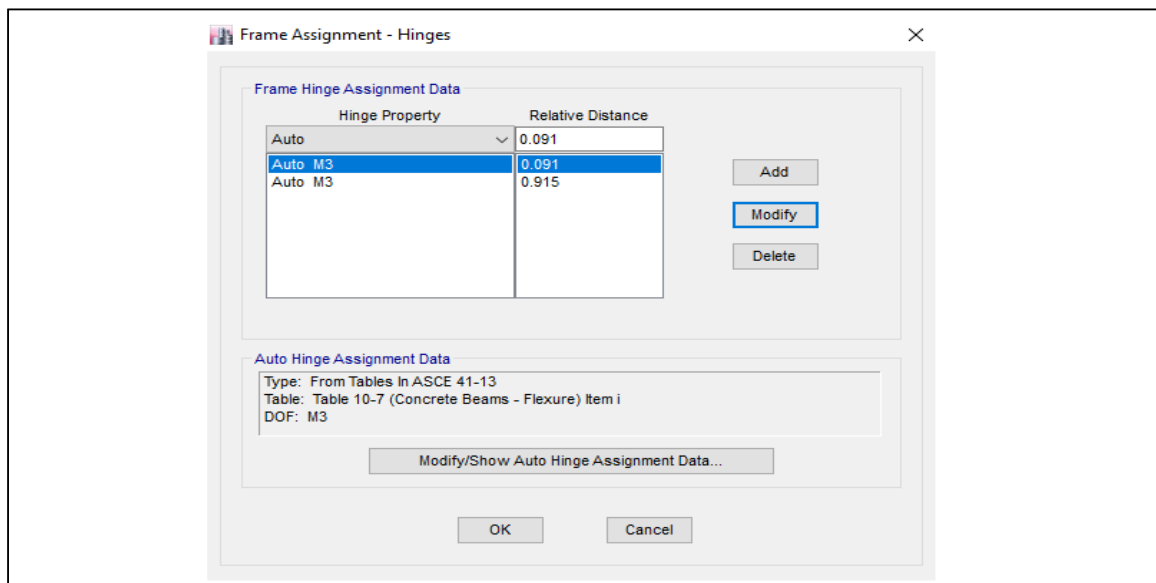 Frame Assignment - Hinges
Frame Hinge Assignment Data
Hinge Property Relative Distance
Auto 0.091
Auto M3 0.091
Auto M3 0.915
Add
Modify
Delete
Auto Hinge Assignment Data
Type: From Tables In ASCE 41-13
Table: Table 10-7 (Concrete Beams - Flexure) Item i
DOF: M3
Modify/Show Auto Hinge Assignment Data...
OK Cancel